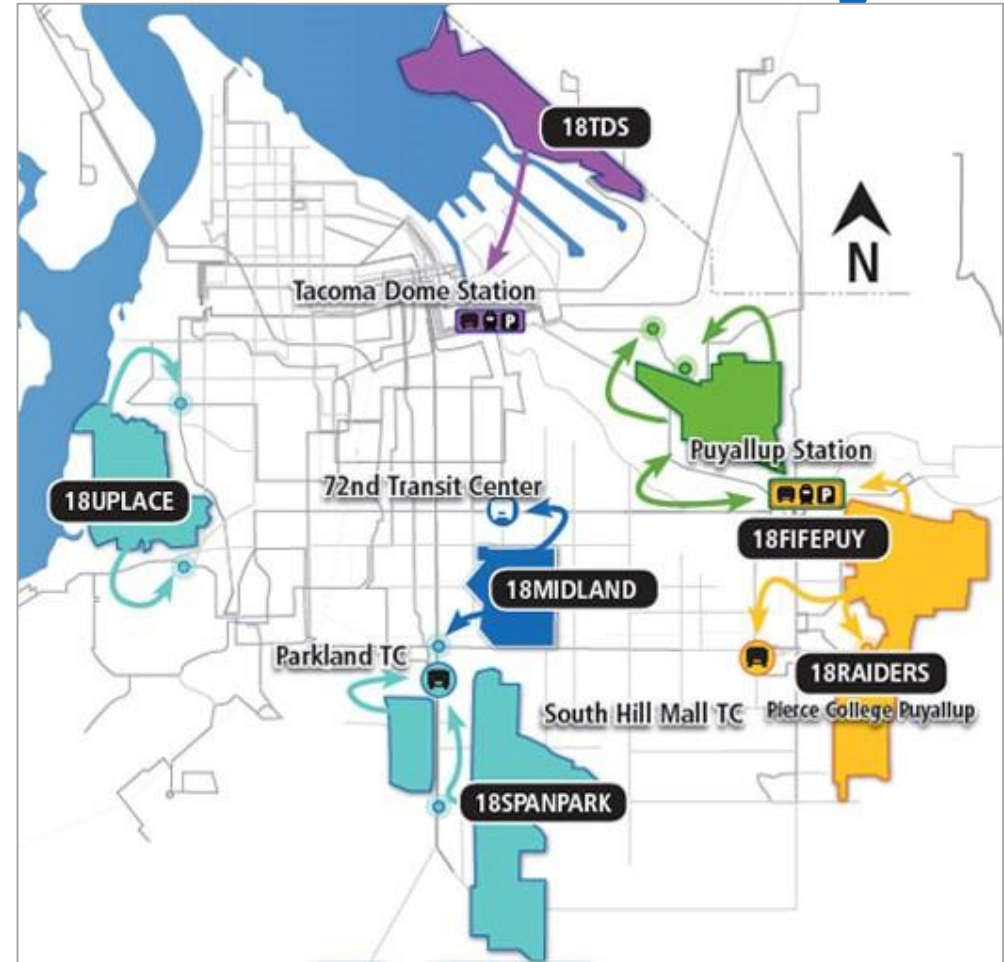 18TDS
N
Tacoma Dome Station
P
Puyallup Station
P
18UPLACE
72nd Transit Center
18FIFEPUY
18MIDLAND
Parkland TC
18RAIDERS
South Hill Mall TC
Pierce College Puyallup
18SPANPARK